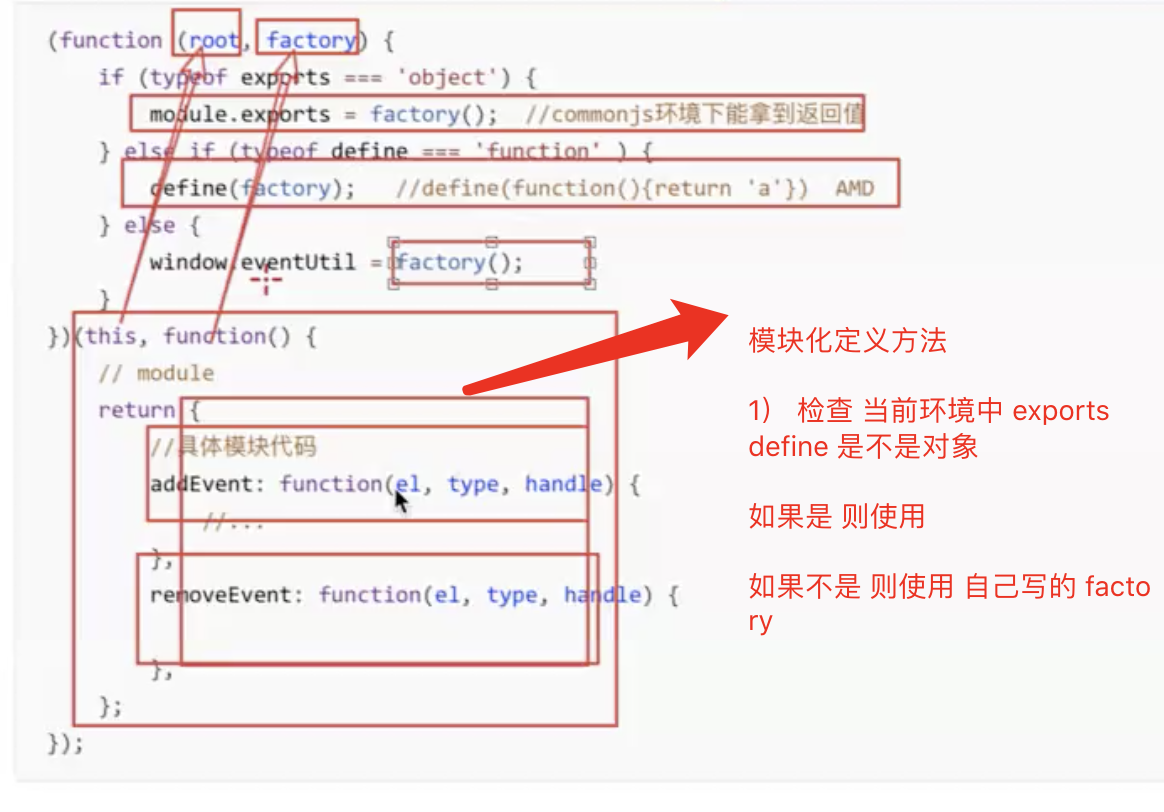 (function (root, factory) {
if (typeof exports === 'object') {
module.exports = factory(); //commonjs环境下能拿到返回值
} else if (typeof define === 'function' ) {
define(factory); //define(function(){return 'a'}) AMD
} else {
window.eventUtil = factory();
}
})(this, function() {
// module
return {
//具体模块代码
addEvent: function(el, type, handle) {
//...
},
removeEvent: function(el, type, handle) {
},
};
});
模块化定义方法
1) 检查 当前环境中 exports
define 是不是对象
如果是 则使用
如果不是 则使用 自己写的 facto
ry